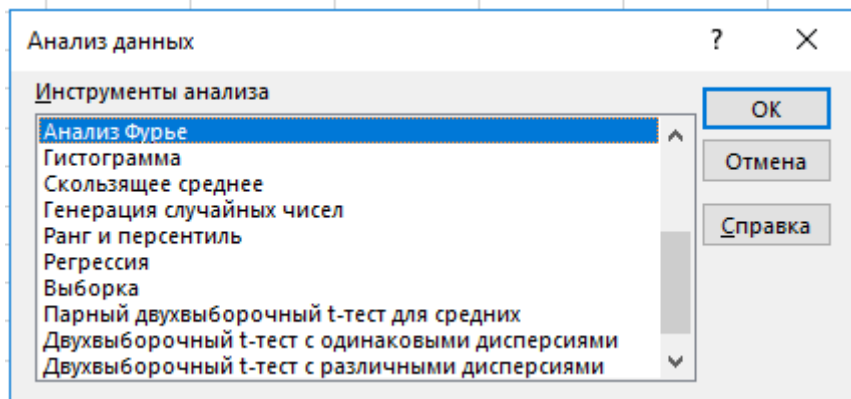 Анализ данных
?
Инструменты анализа
Анализ Фурье
Гистограмма
Скользящее среднее
Генерация случайных чисел
Ранг и персентиль
Регрессия
Выборка
Парный двухвыборочный t-тест для средних
Двухвыборочный t-тест с одинаковыми дисперсиями
Двухвыборочный t-тест с различными дисперсиями
ОК
Отмена
Справка